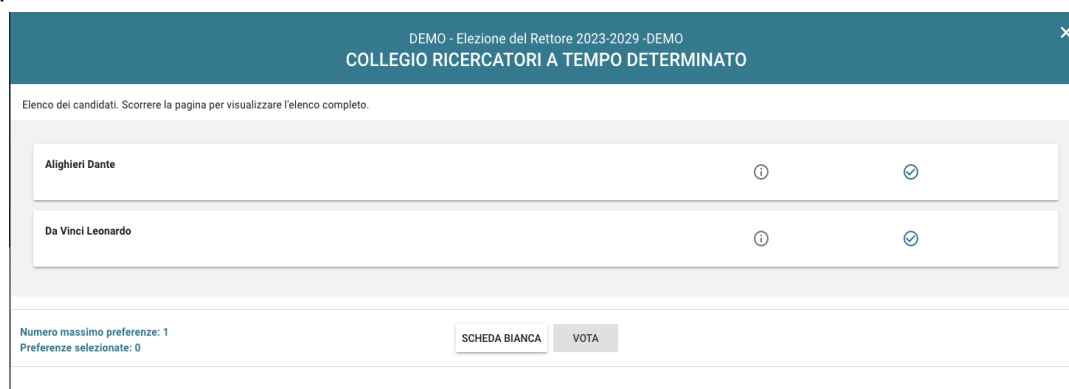 DEMO - Elezione del Rettore 2023-2029 -DEMO
COLLEGIO RICERCATORI A TEMPO DETERMINATO
Elenco dei candidati. Scorrere la pagina per visualizzare l'elenco completo.
Alighieri Dante
Da Vinci Leonardo
Numero massimo preferenze: 1
Preferenze selezionate: 0
SCHEDA BIANCA
VOTA